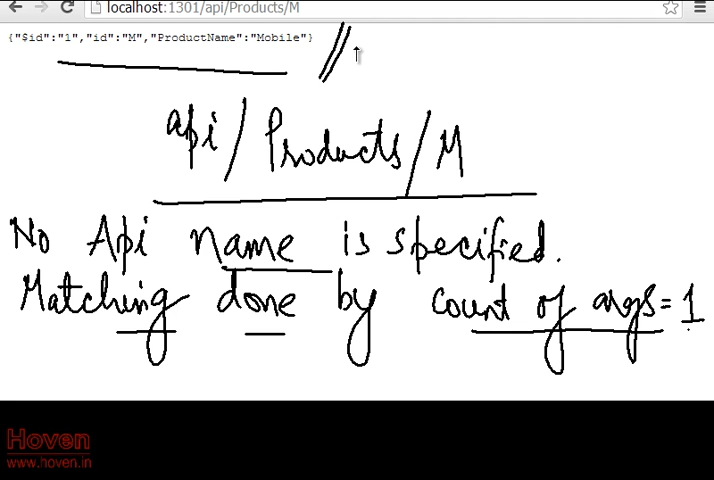 localhost:1301/api/Products/M
{"$id":"1","id":"M","ProductName":"Mobile"}
api/Products/M
No Api name is specified.
Matching done by count of args=1
Hoven
www.hoven.in